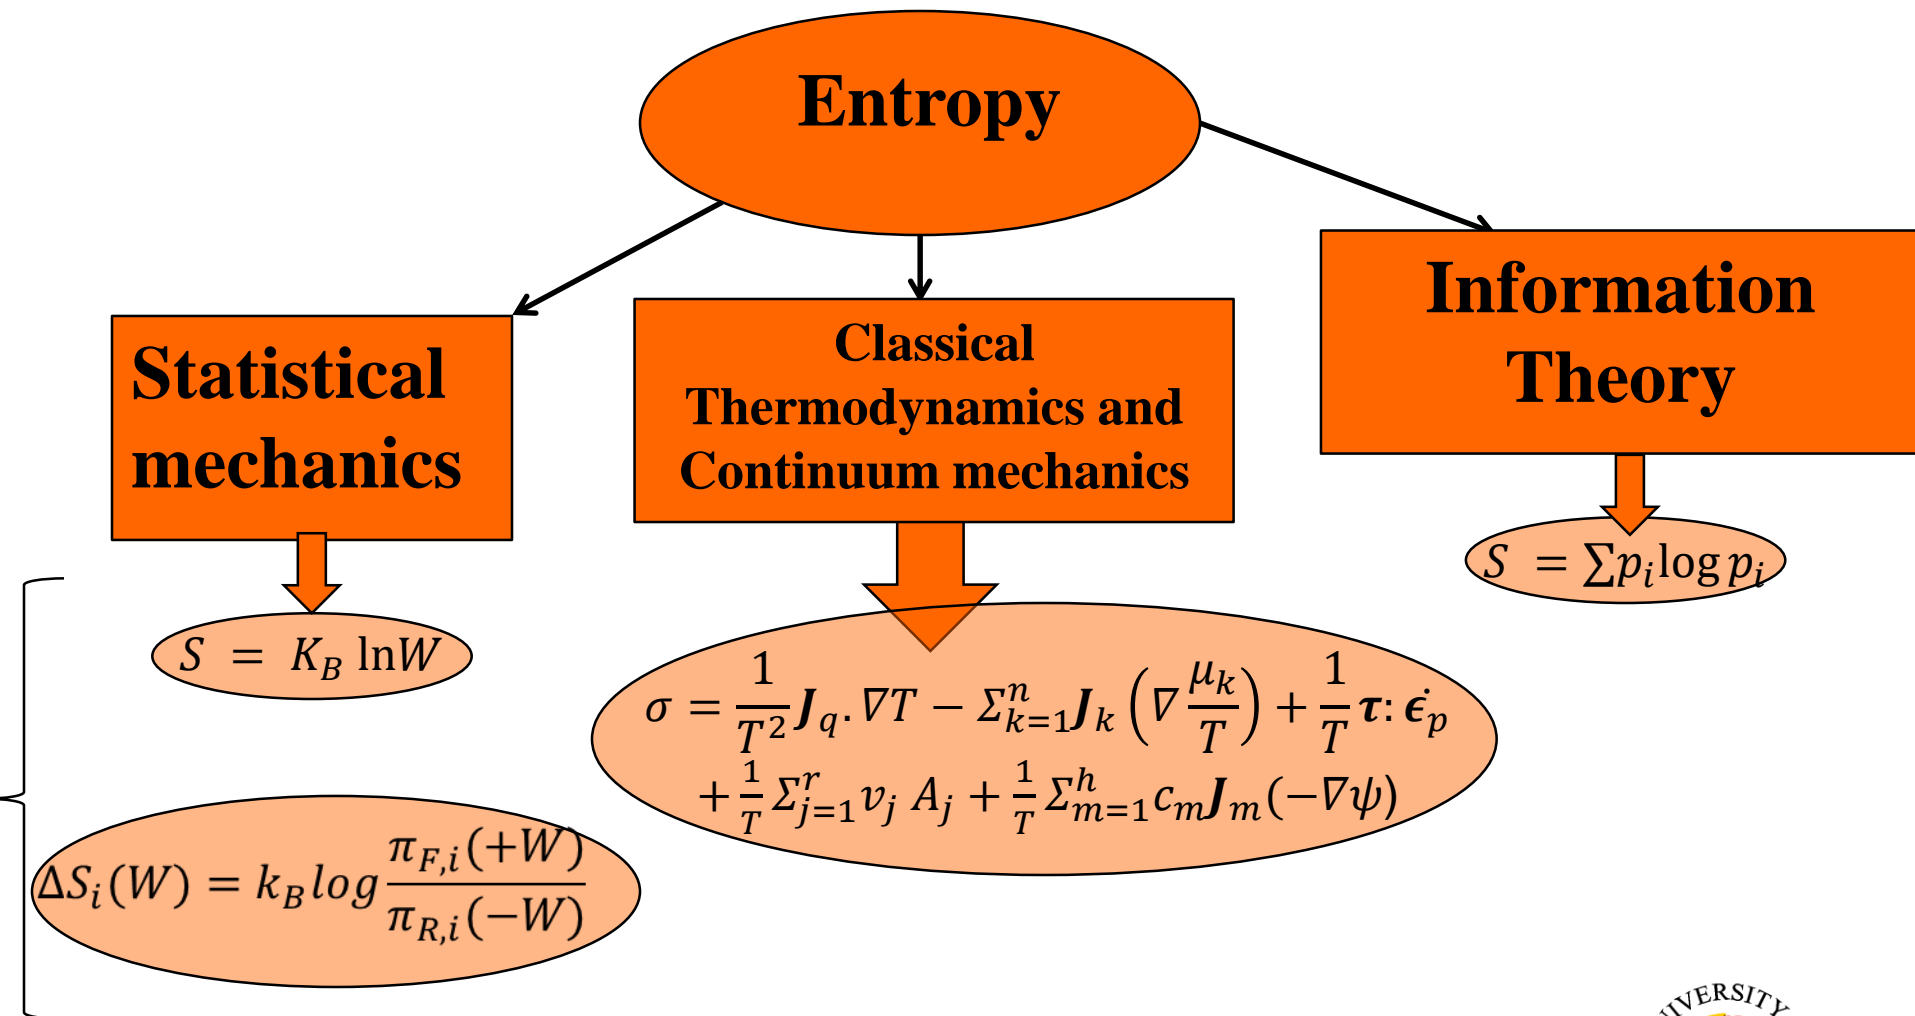 Entropy
Statistical
mechanics
Classical
Thermodynamics and
Continuum mechanics
Information
Theory
S = K_B lnW
ΔS_i(W) = k_B log π_{F,i}(+W)/π_{R,i}(−W)
σ = 1/T² J_q. ∇T − Σ_{k=1}^n J_k (∇ μ_k/T) + 1/T τ: ϵ̇_p
+ 1/T Σ_{j=1}^r v_j A_j + 1/T Σ_{m=1}^h c_m J_m(−∇ψ)
S = ∑p_i log p_i